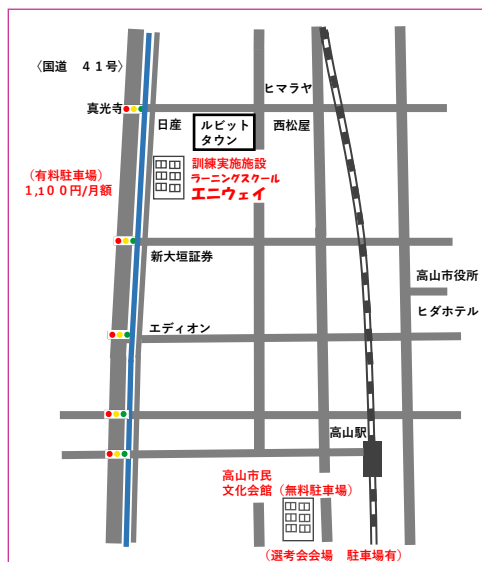 〈国道　４１号〉
ヒマラヤ
真光寺
日産
ルビット
タウン
西松屋
（有料駐車場）
１,１００円/月額
訓練実施施設
ラーニングスクール
エニウェイ
新大垣証券
高山市役所
ヒダホテル
エディオン
高山駅
高山市民
文化会館（無料駐車場）
（選考会会場　駐車場有）